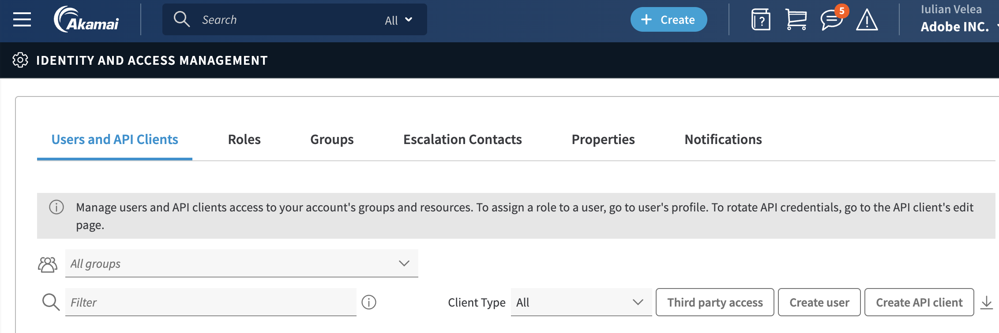 Akamai
Search
All
+ Create
?
5
Iulian Velea
Adobe INC.
IDENTITY AND ACCESS MANAGEMENT
Users and API Clients
Roles
Groups
Escalation Contacts
Properties
Notifications
Manage users and API clients access to your account's groups and resources. To assign a role to a user, go to user's profile. To rotate API credentials, go to the API client's edit
page.
All groups
Filter
Client Type
All
Third party access
Create user
Create API client